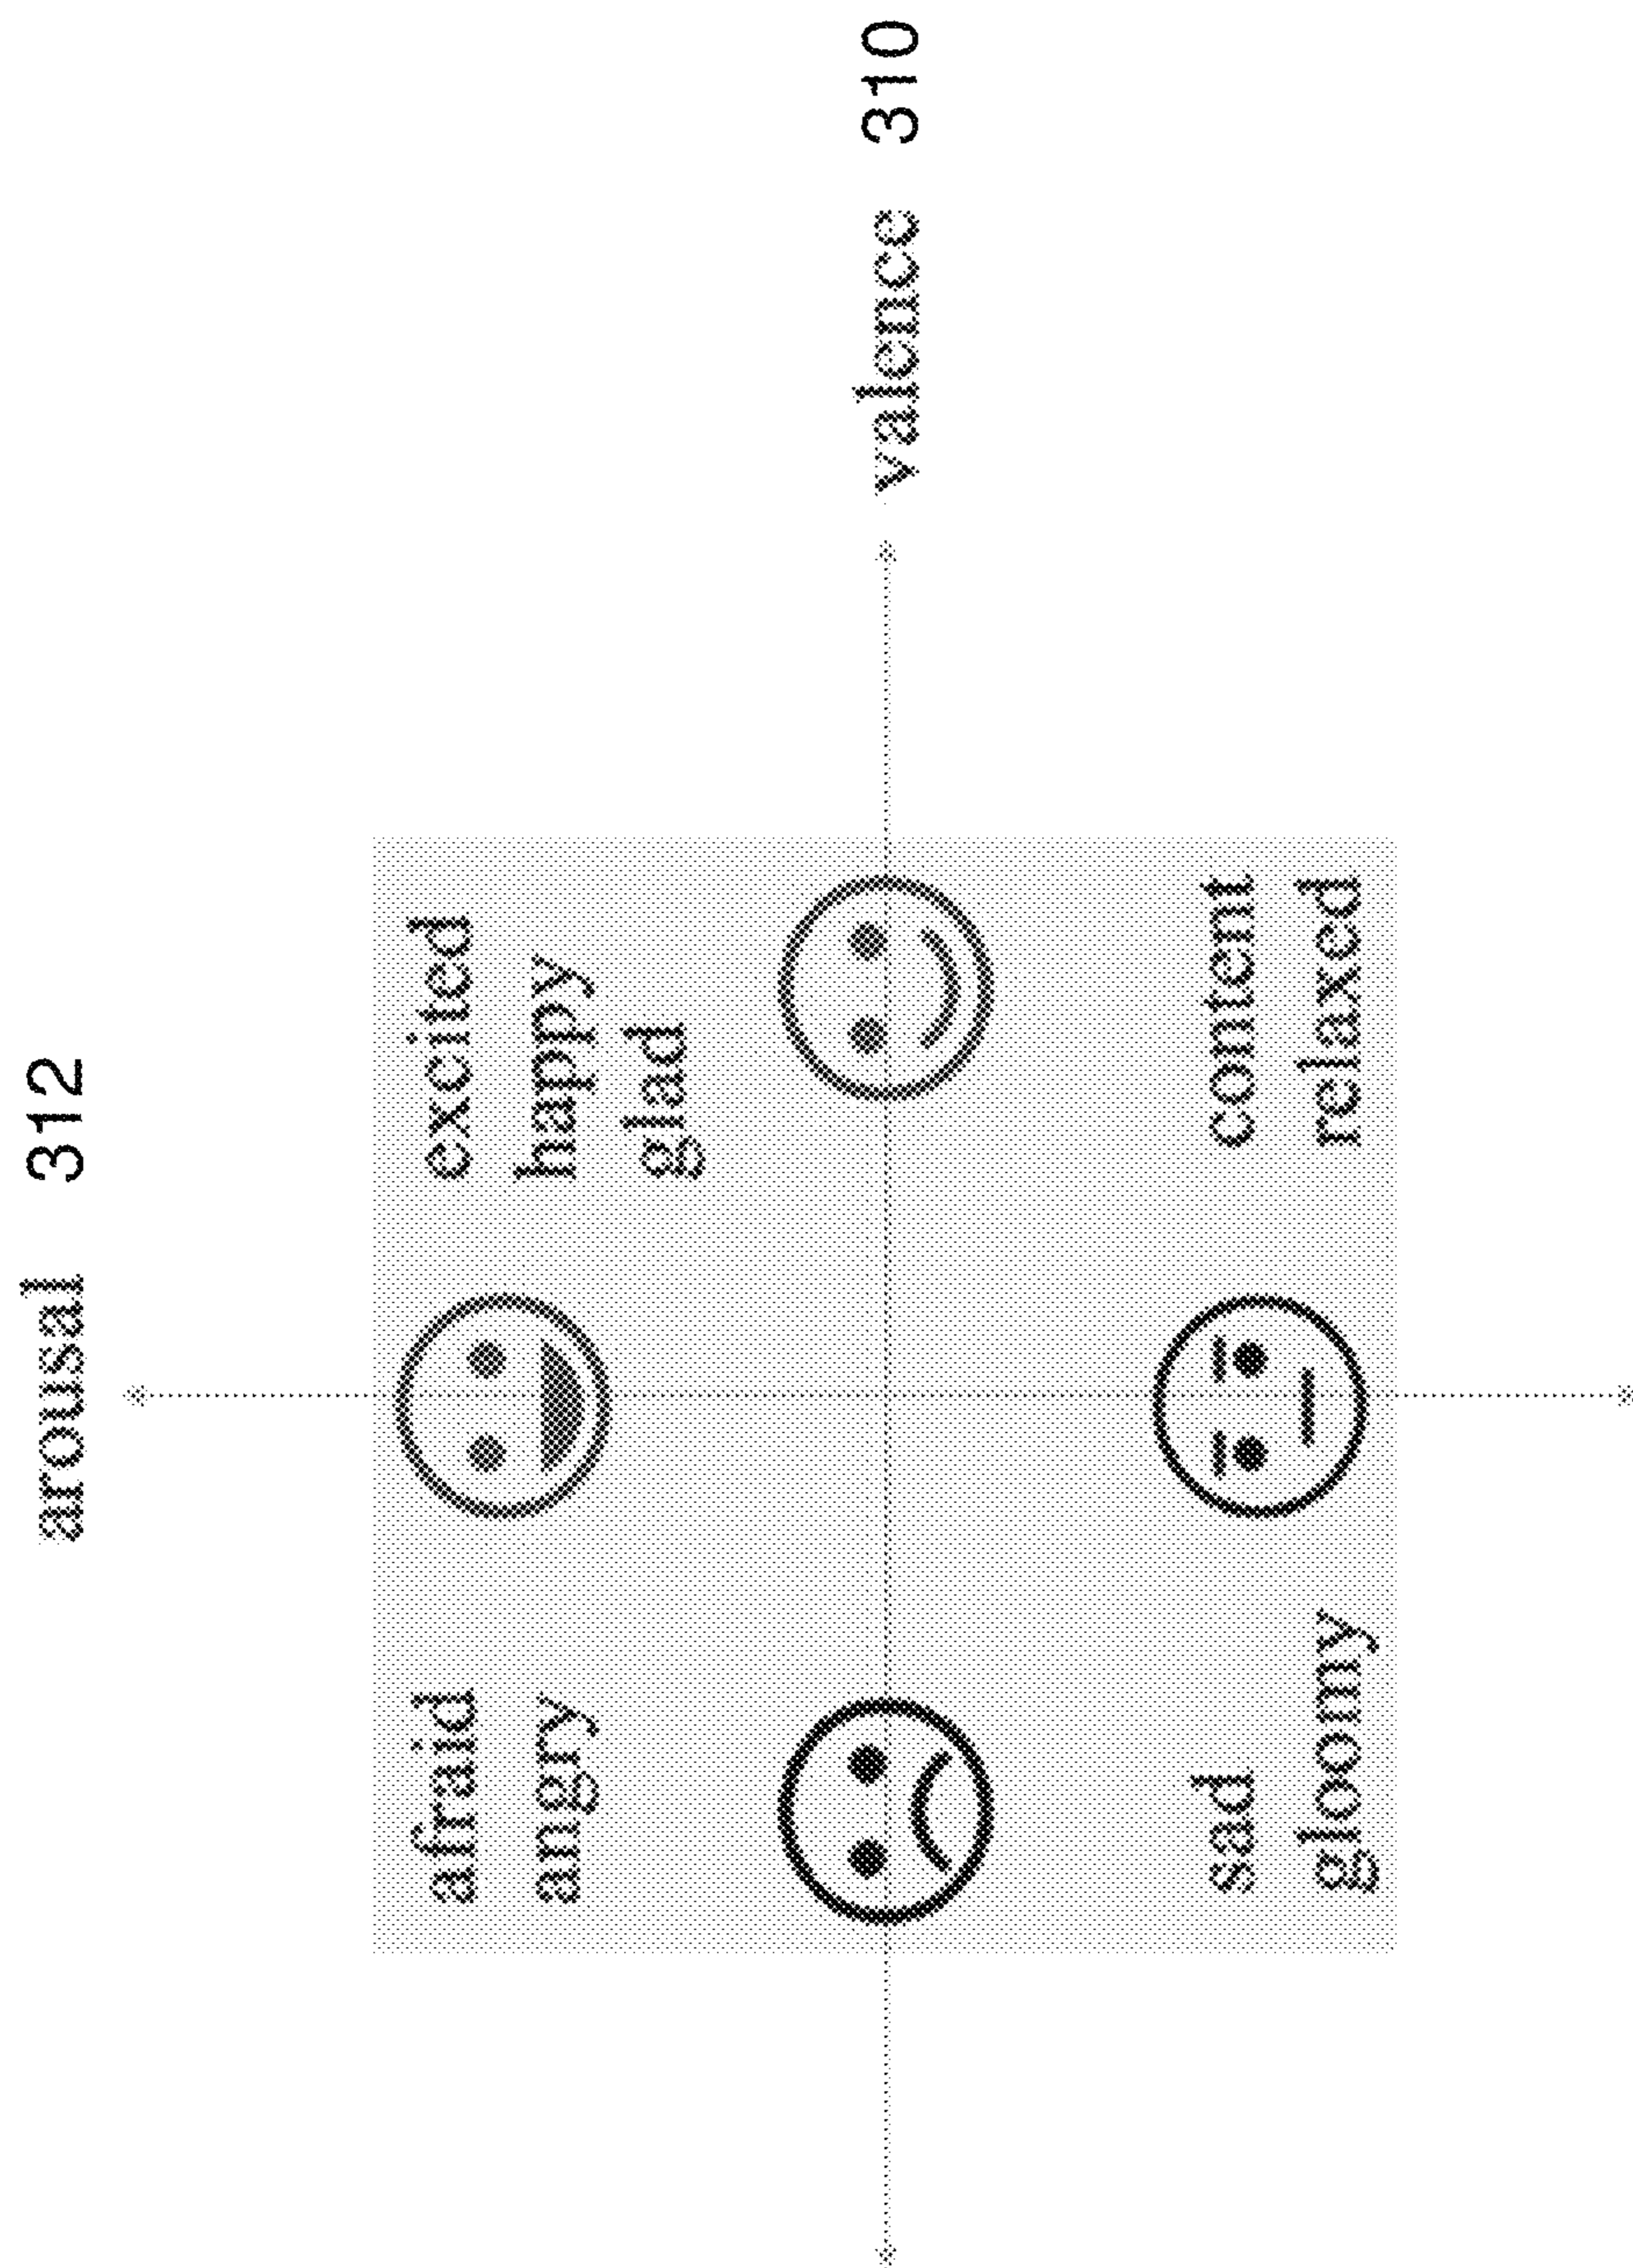 arousal 312
afraid
angry
excited
happy
glad
valence 310
sad
gloomy
content
relaxed